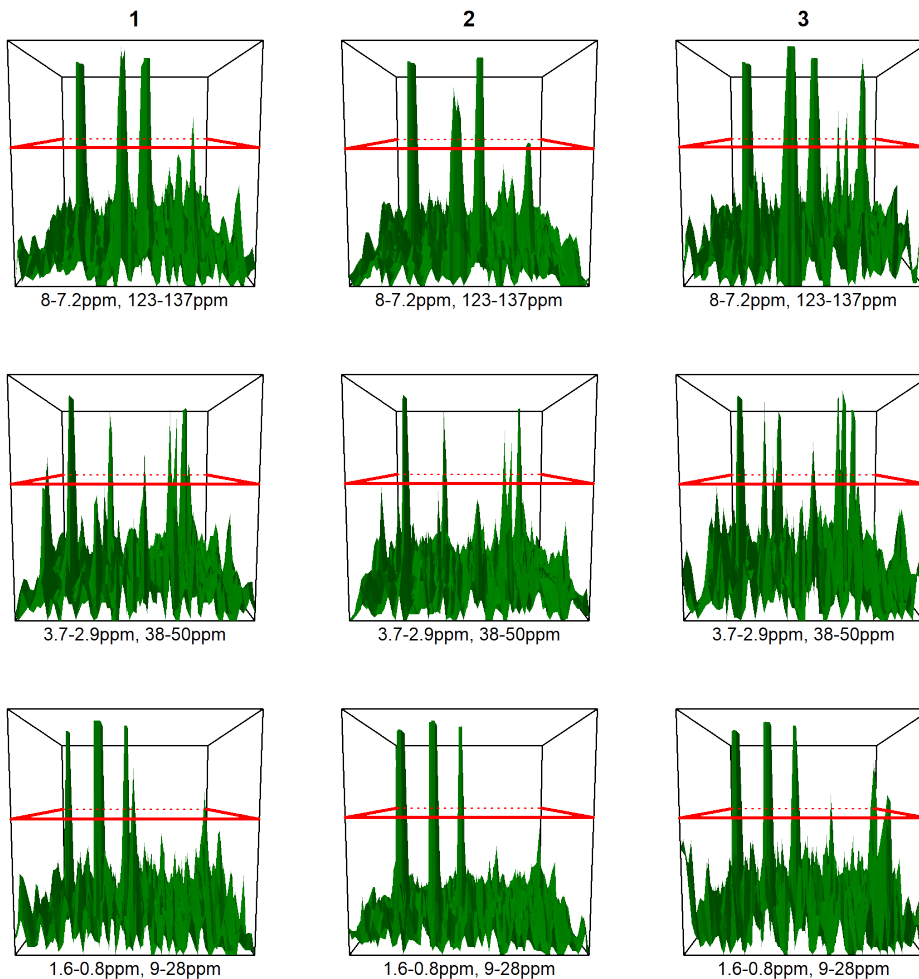 1 2 3
8-7.2ppm, 123-137ppm 8-7.2ppm, 123-137ppm 8-7.2ppm, 123-137ppm
3.7-2.9ppm, 38-50ppm 3.7-2.9ppm, 38-50ppm 3.7-2.9ppm, 38-50ppm
1.6-0.8ppm, 9-28ppm 1.6-0.8ppm, 9-28ppm 1.6-0.8ppm, 9-28ppm